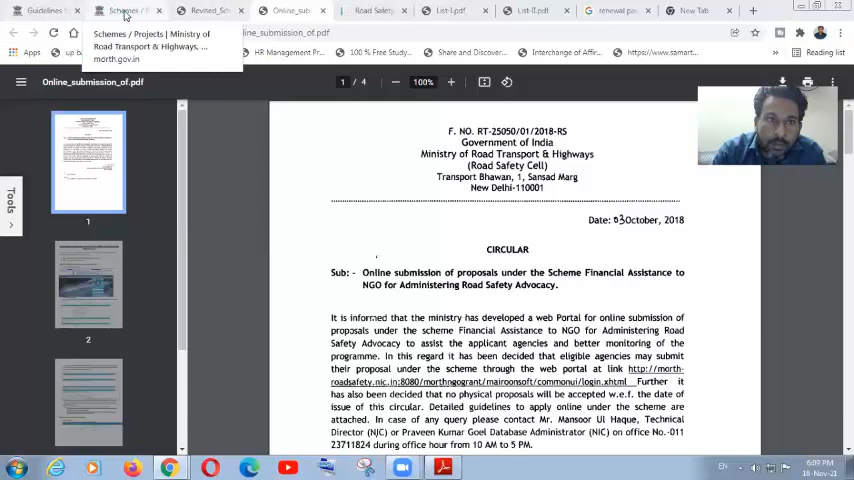 Guidelines
Schemes / P
Revised_Sch
Online_subm
Road Safety
List-I.pdf
List-II.pdf
renewal pas
New Tab
Online_submission_of.pdf
Reading list
Apps
HR Management Pr...
100 % Free Study...
Share and Discover...
Interchange of Affir...
https://www.smart...
Schemes / Projects | Ministry of
Road Transport & Highways, ...
morth.gov.in
Online_submission_of.pdf
1 / 4
100%
Tools
1
2
F. NO. RT-25050/01/2018-RS
Government of India
Ministry of Road Transport & Highways
(Road Safety Cell)
Transport Bhawan, 1, Sansad Marg
New Delhi-110001
Date: 03October, 2018
CIRCULAR
Sub: - Online submission of proposals under the Scheme Financial Assistance to
NGO for Administering Road Safety Advocacy.
It is informed that the ministry has developed a web Portal for online submission of
proposals under the scheme Financial Assistance to NGO for Administering Road
Safety Advocacy to assist the applicant agencies and better monitoring of the
programme. In this regard it has been decided that eligible agencies may submit
their proposal under the scheme through the web portal at link http://morth-
roadsafety.nic.in:8080/morthngogrant/mairoonsoft/commonui/login.xhtml Further it
has also been decided that no physical proposals will be accepted w.e.f. the date of
issue of this circular. Detailed guidelines to apply online under the scheme are
attached. In case of any query please contact Mr. Mansoor Ul Haque, Technical
Director (NJC) or Praveen Kumar Goel Database Administrator (NIC) on office No.-011
23711824 during office hour from 10 AM to 5 PM.
EN
6:09 PM
18-Nov-21